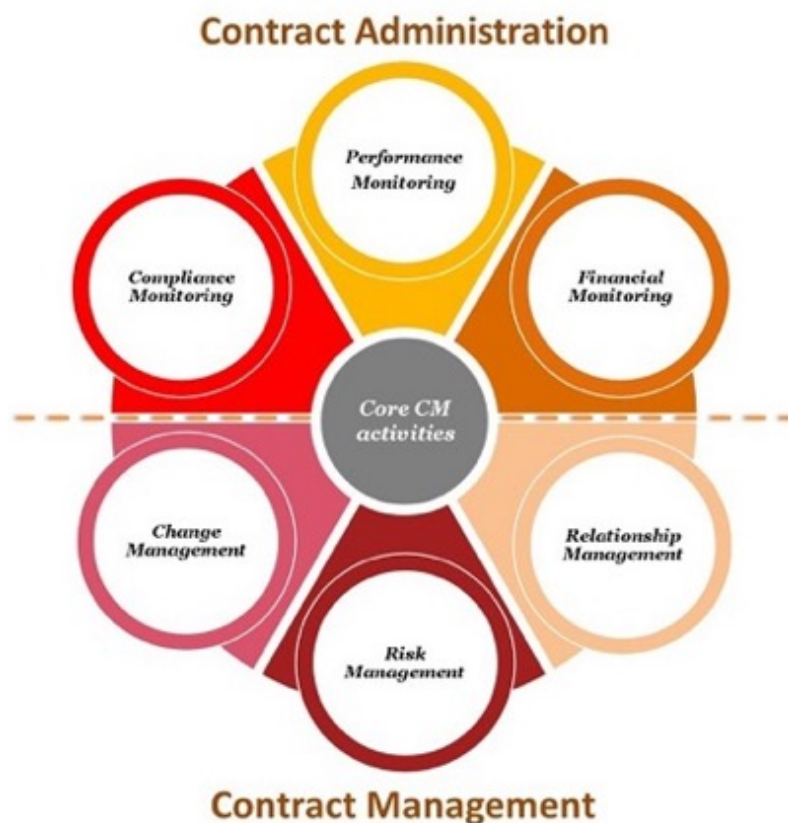 Contract Administration
Performance
Monitoring
Compliance
Monitoring
Financial
Monitoring
Core CM
activities
Change
Management
Relationship
Management
Risk
Management
Contract Management